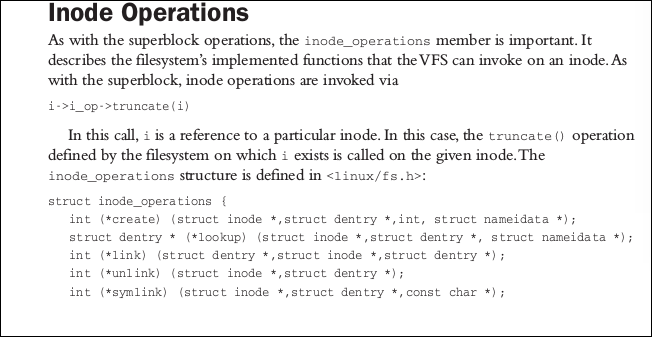 Inode Operations
As with the superblock operations, the inode_operations member is important. It
describes the filesystem's implemented functions that the VFS can invoke on an inode. As
with the superblock, inode operations are invoked via
i->i_op->truncate(i)
In this call, i is a reference to a particular inode. In this case, the truncate() operation
defined by the filesystem on which i exists is called on the given inode. The
inode_operations structure is defined in <linux/fs.h>:
struct inode_operations {
int (*create) (struct inode *,struct dentry *,int, struct nameidata *);
struct dentry * (*lookup) (struct inode *,struct dentry *, struct nameidata *);
int (*link) (struct dentry *,struct inode *,struct dentry *);
int (*unlink) (struct inode *,struct dentry *);
int (*symlink) (struct inode *,struct dentry *,const char *);